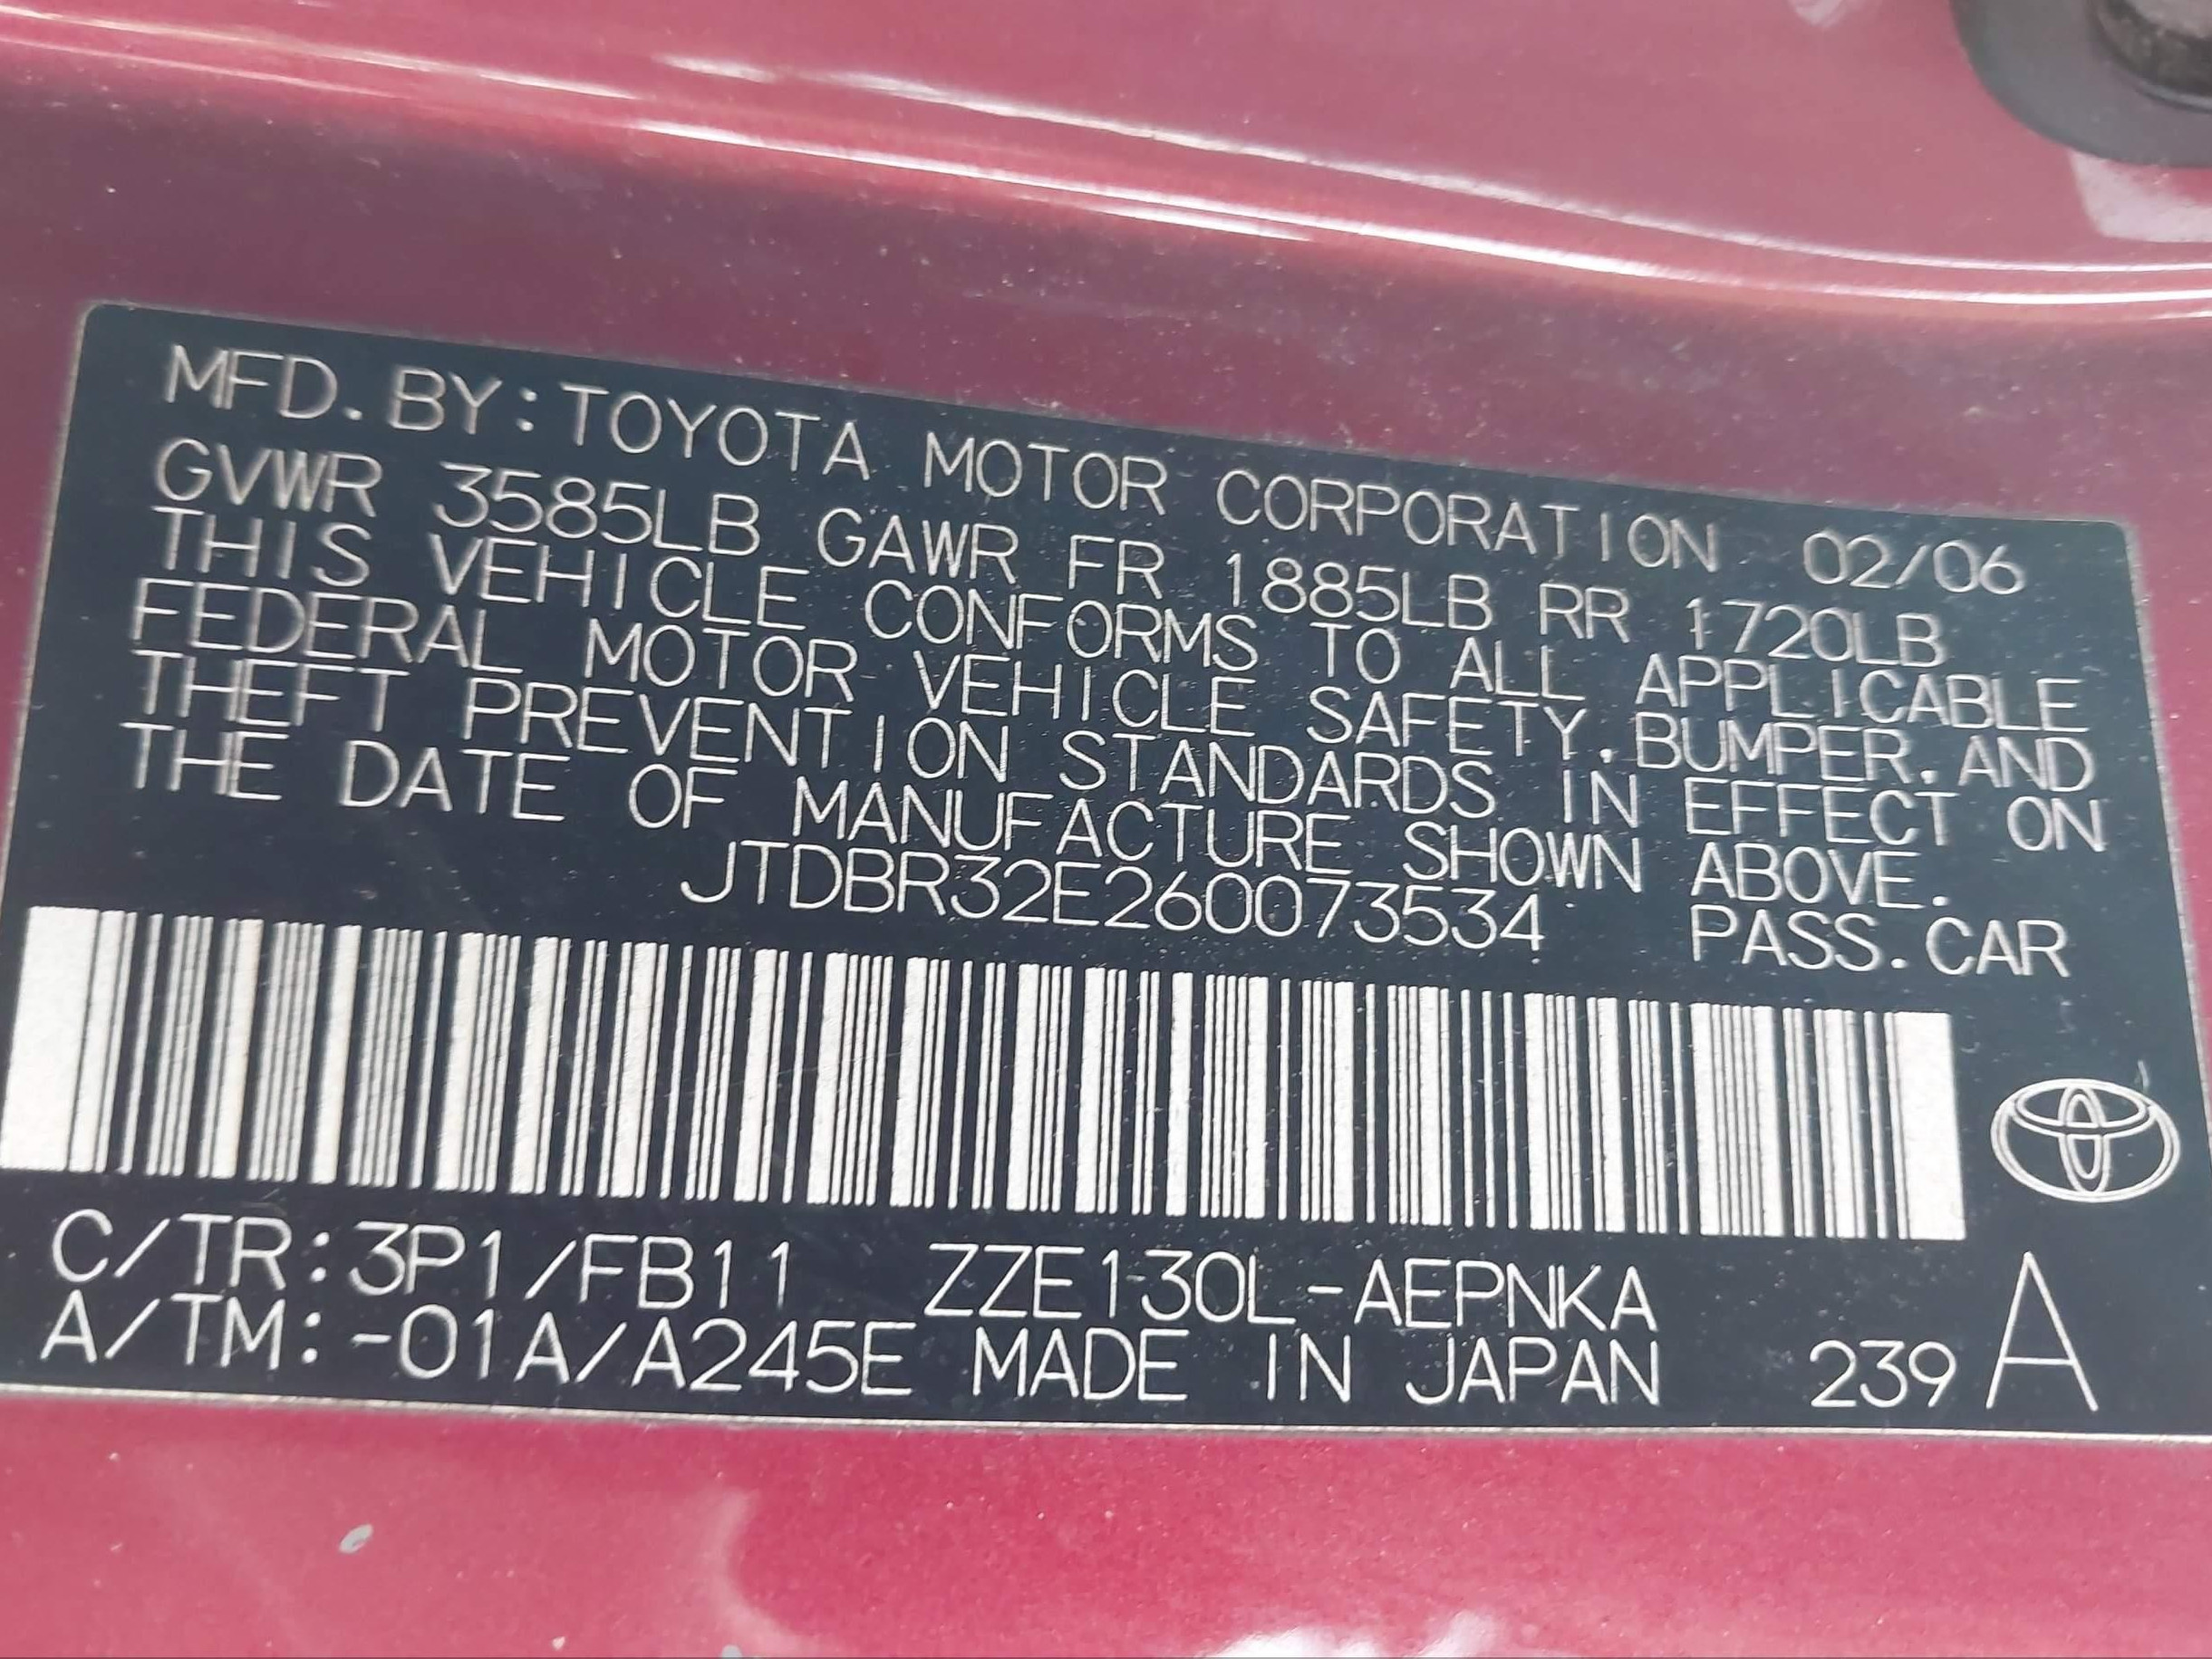 MFD.BY:TOYOTA MOTOR CORPORATION 02/06
GVWR 3585LB GAWR FR 1885LB RR 1720LB
THIS VEHICLE CONFORMS TO ALL APPLICABLE
FEDERAL MOTOR VEHICLE SAFETY.BUMPER.AND
THEFT PREVENTION STANDARDS IN EFFECT ON
THE DATE OF MANUFACTURE SHOWN ABOVE.
JTDBR32E260073534 PASS.CAR
C/TR:3P1/FB11 ZZE130L-AEPNKA
A/TM:-01A/A245E MADE IN JAPAN 239 A